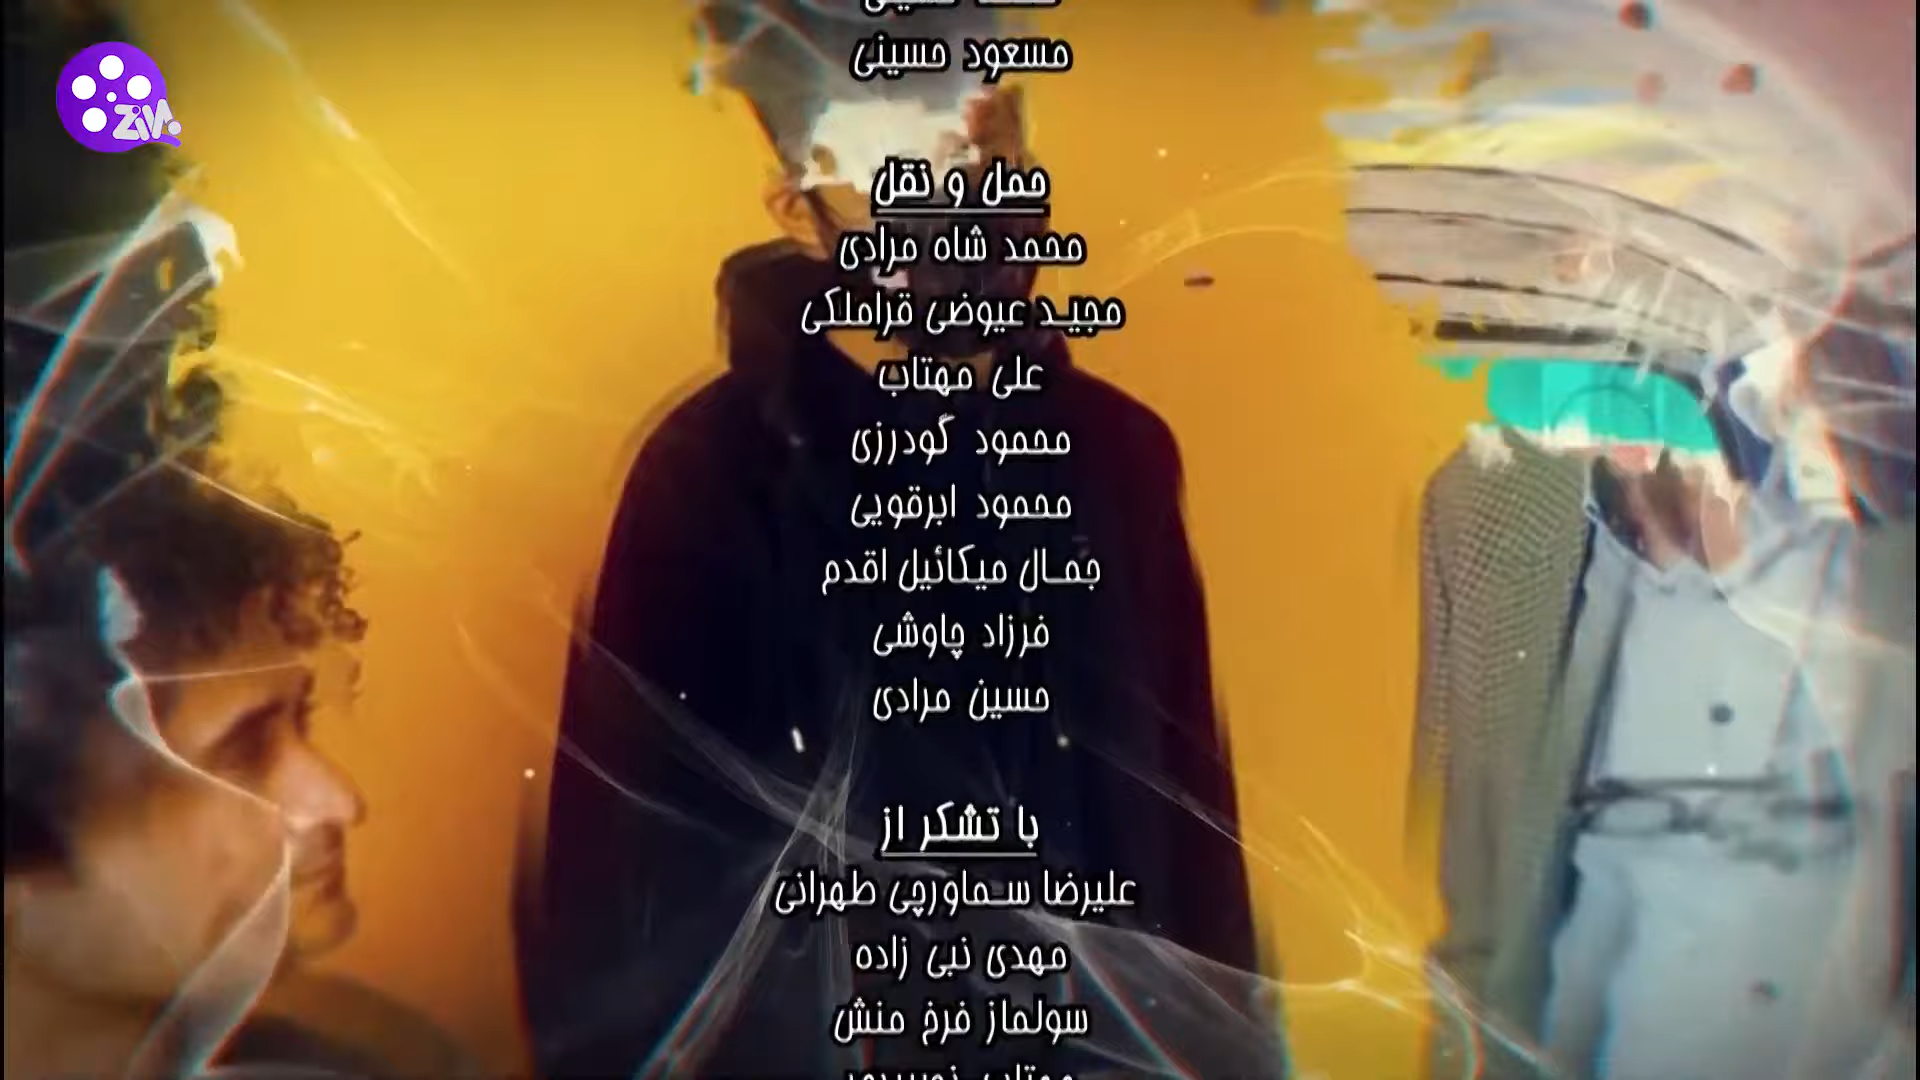 مسعود حسینی
ZiVo
حمل و نقل
محمد شاه مرادی
مجید عیوضی قراملکی
علی مهتاب
محمود گودرزی
محمود ابرقویی
جمال میکائیل اقدم
فرزاد چاوشی
حسین مرادی
با تشکر از
علیرضا سماورچی طهرانی
مهدی نبی زاده
سولماز فرخ منش